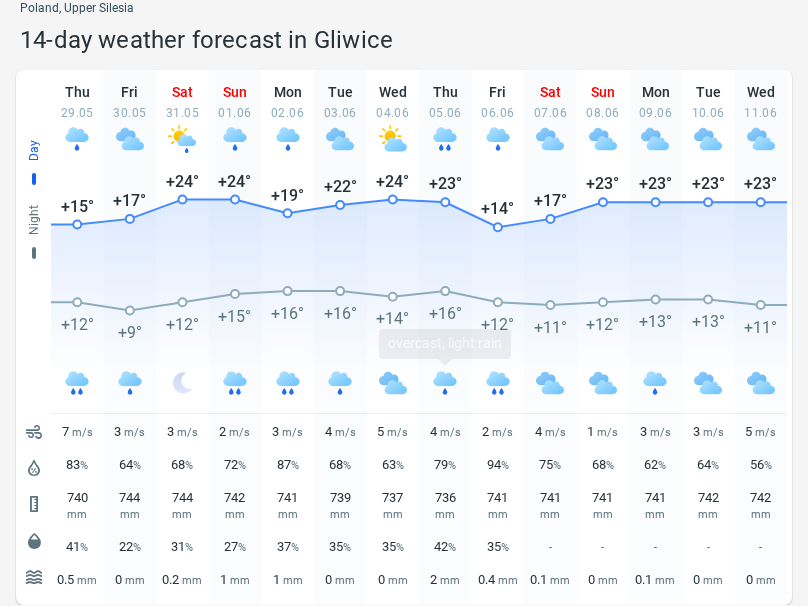 Poland, Upper Silesia
14-day weather forecast in Gliwice
Thu Fri Sat Sun Mon Tue Wed Thu Fri Sat Sun Mon Tue Wed
29.05 30.05 31.05 01.06 02.06 03.06 04.06 05.06 06.06 07.06 08.06 09.06 10.06 11.06
Day
+15° +17° +24° +24° +19° +22° +24° +23° +14° +17° +23° +23° +23° +23°
Night
+12° +9° +12° +15° +16° +16° +14° +16° +12° +11° +12° +13° +13° +11°
overcast, light rain
7 m/s 3 m/s 3 m/s 2 m/s 3 m/s 4 m/s 5 m/s 4 m/s 2 m/s 4 m/s 1 m/s 3 m/s 3 m/s 5 m/s
83% 64% 68% 72% 87% 68% 63% 79% 94% 75% 68% 62% 64% 56%
740 744 744 742 741 739 737 736 741 741 741 741 742 742
mm mm mm mm mm mm mm mm mm mm mm mm mm mm
41% 22% 31% 27% 37% 35% 35% 42% 35% - - - - -
0.5 mm 0 mm 0.2 mm 1 mm 1 mm 0 mm 0 mm 2 mm 0.4 mm 0.1 mm 0 mm 0.1 mm 0 mm 0 mm